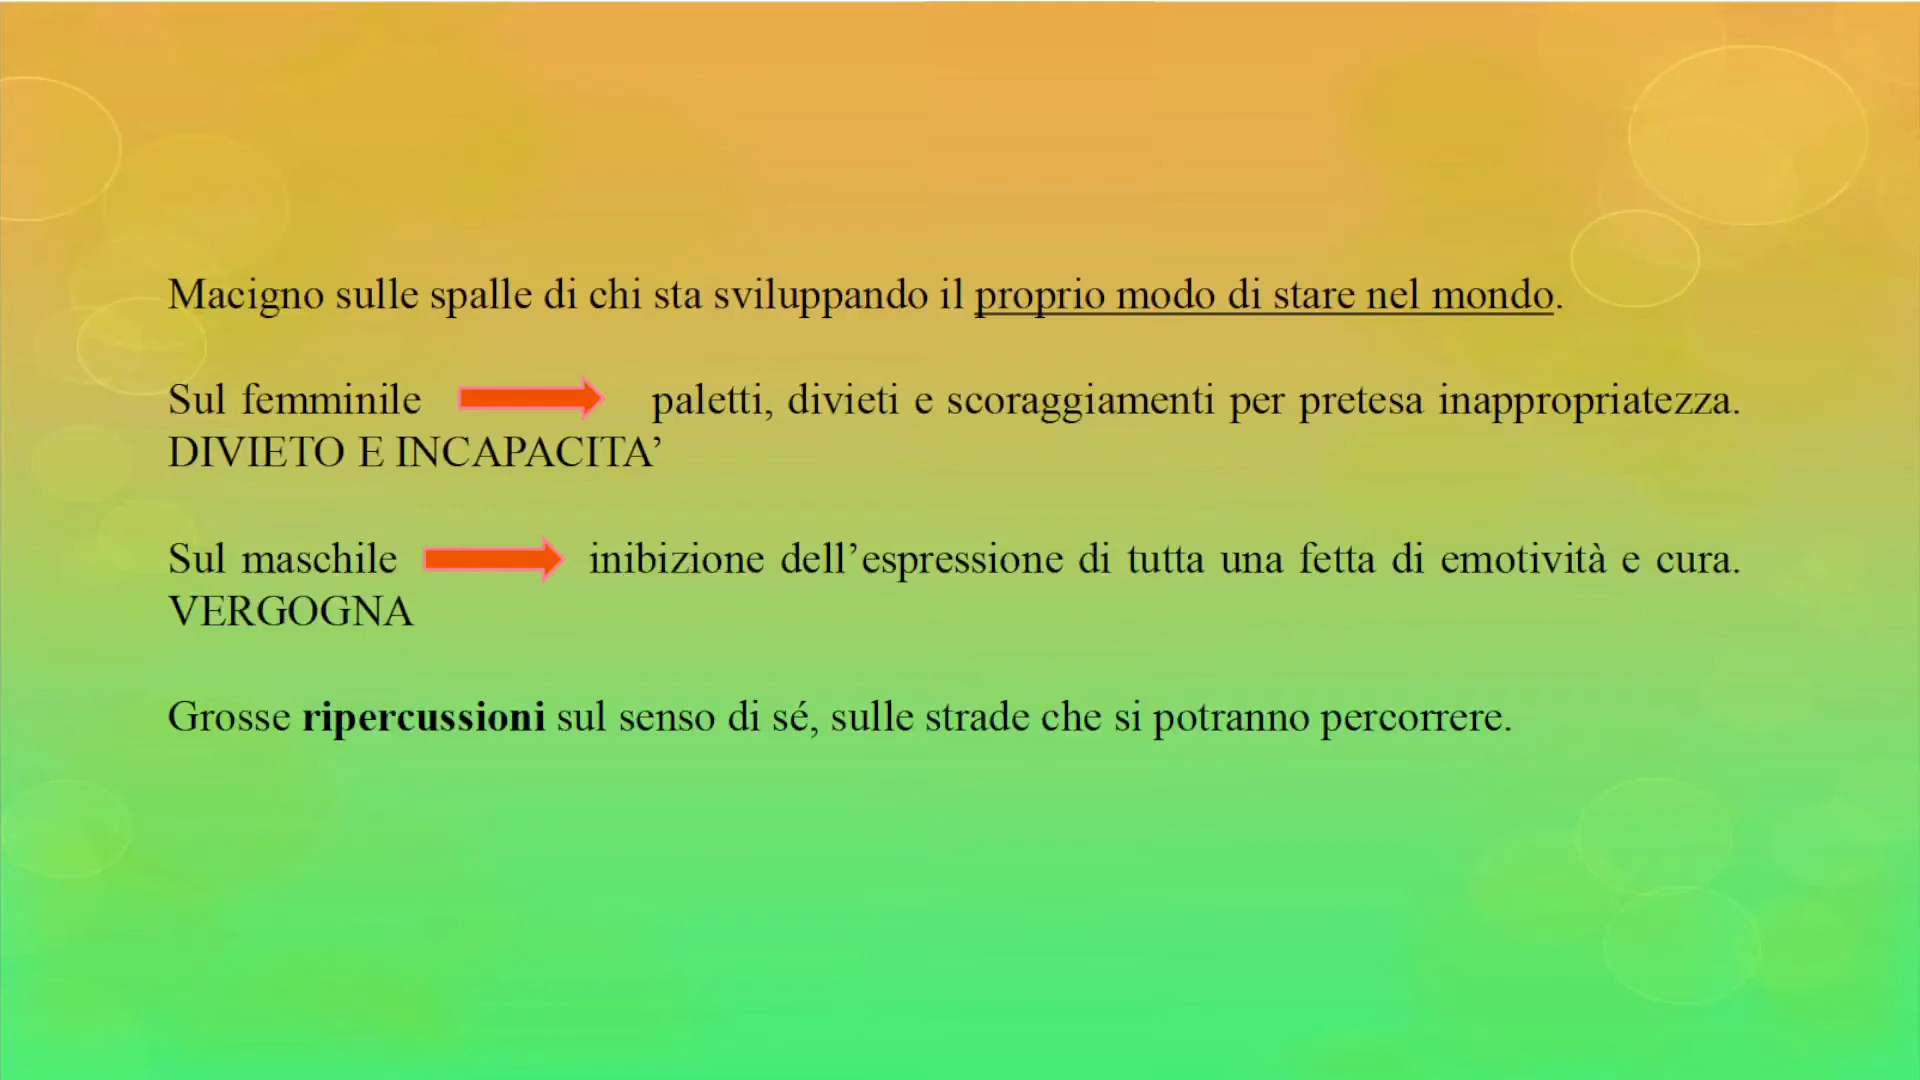 Macigno sulle spalle di chi sta sviluppando il proprio modo di stare nel mondo.
Sul femminile paletti, divieti e scoraggiamenti per pretesa inappropriatezza.
DIVIETO E INCAPACITA’
Sul maschile inibizione dell’espressione di tutta una fetta di emotività e cura.
VERGOGNA
Grosse ripercussioni sul senso di sé, sulle strade che si potranno percorrere.